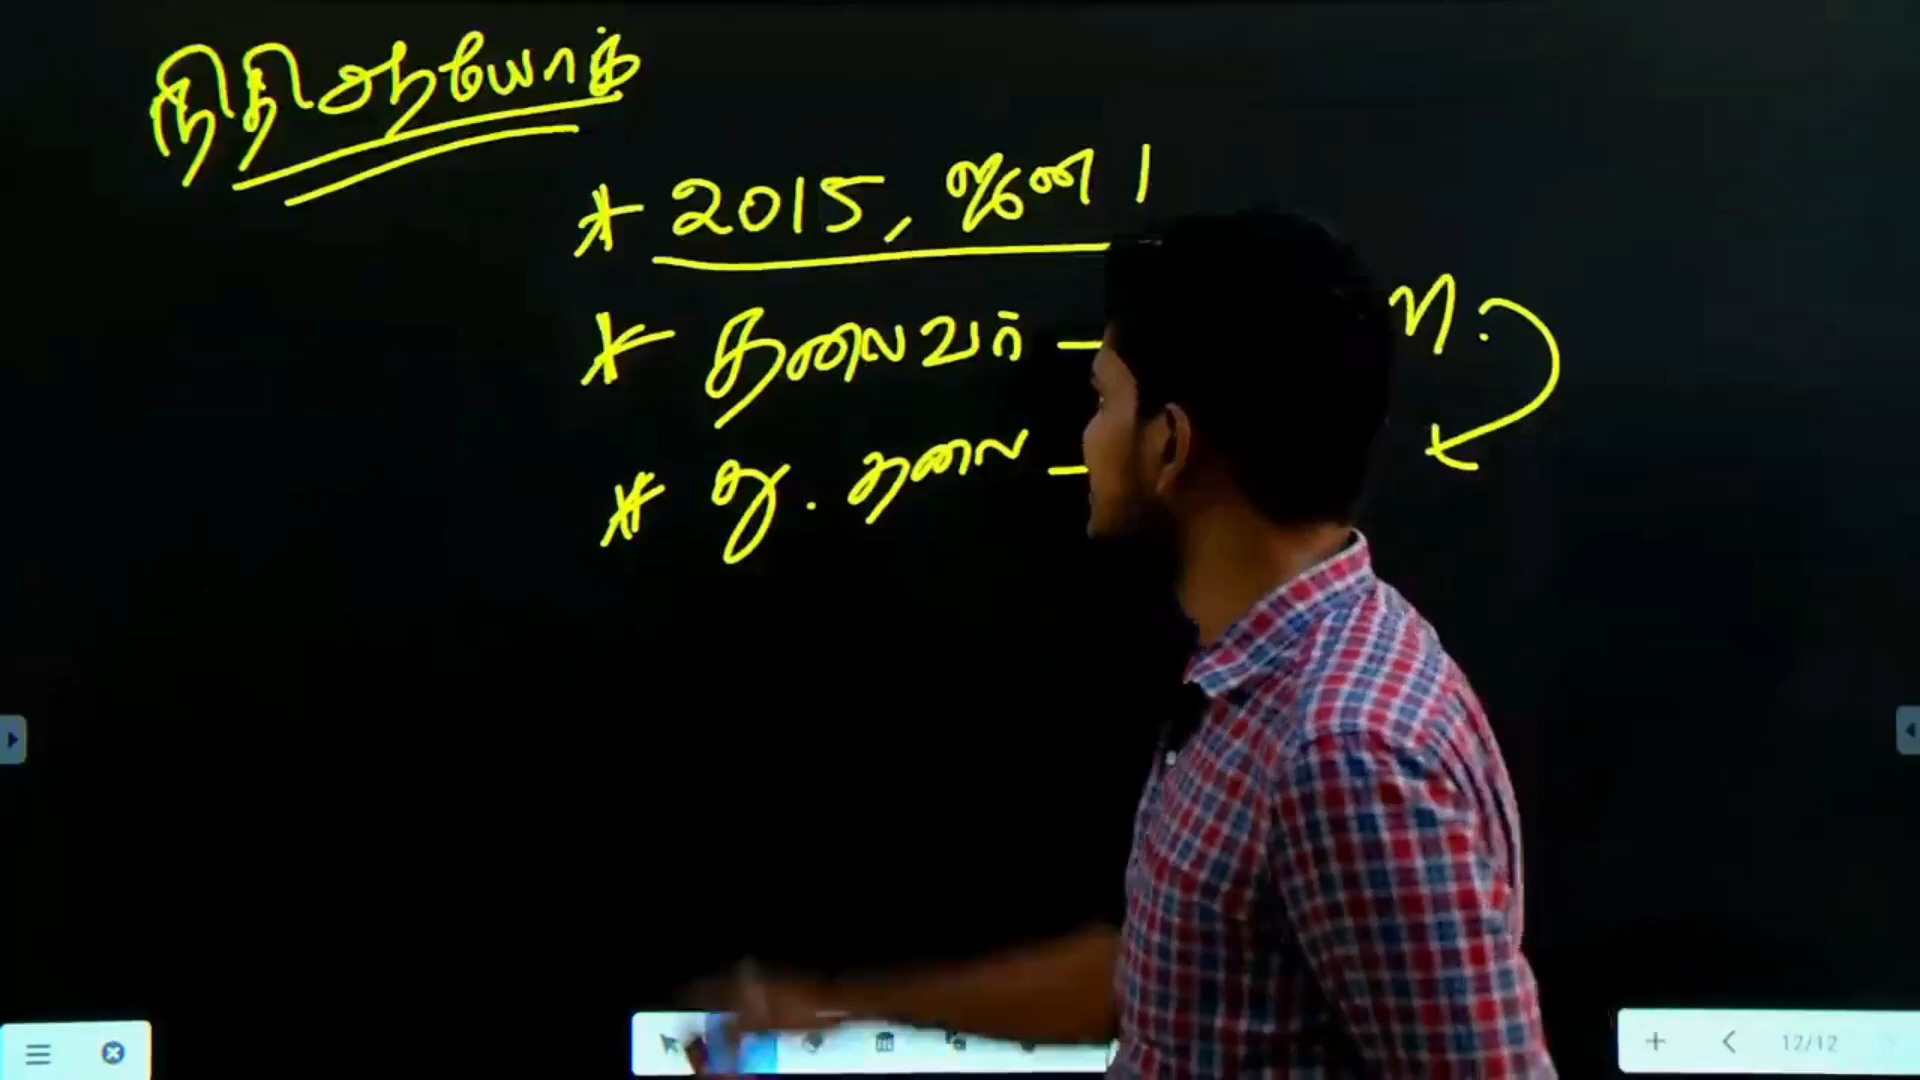 நிதி ஆயோக்
* 2015, ஜன 1
* தலைவர் -
* து. தலை -
12/12